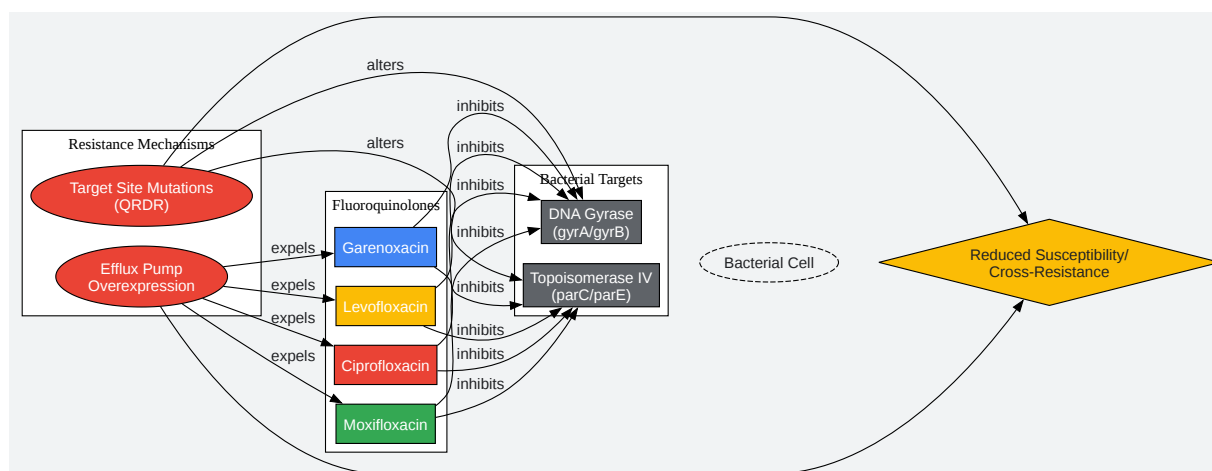 alters
inhibits
Resistance Mechanisms
alters
inhibits
Target Site Mutations
(QRDR)
inhibits
Bacterial Targets
Fluoroquinolones
DNA Gyrase
(gyrA/gyrB)
expels
Garenoxacin
inhibits
Efflux Pump
Overexpression
Bacterial Cell
Reduced Susceptibility/
Cross-Resistance
expels
Levofloxacin
inhibits
Topoisomerase IV
(parC/parE)
expels
inhibits
Ciprofloxacin
inhibits
expels
inhibits
Moxifloxacin